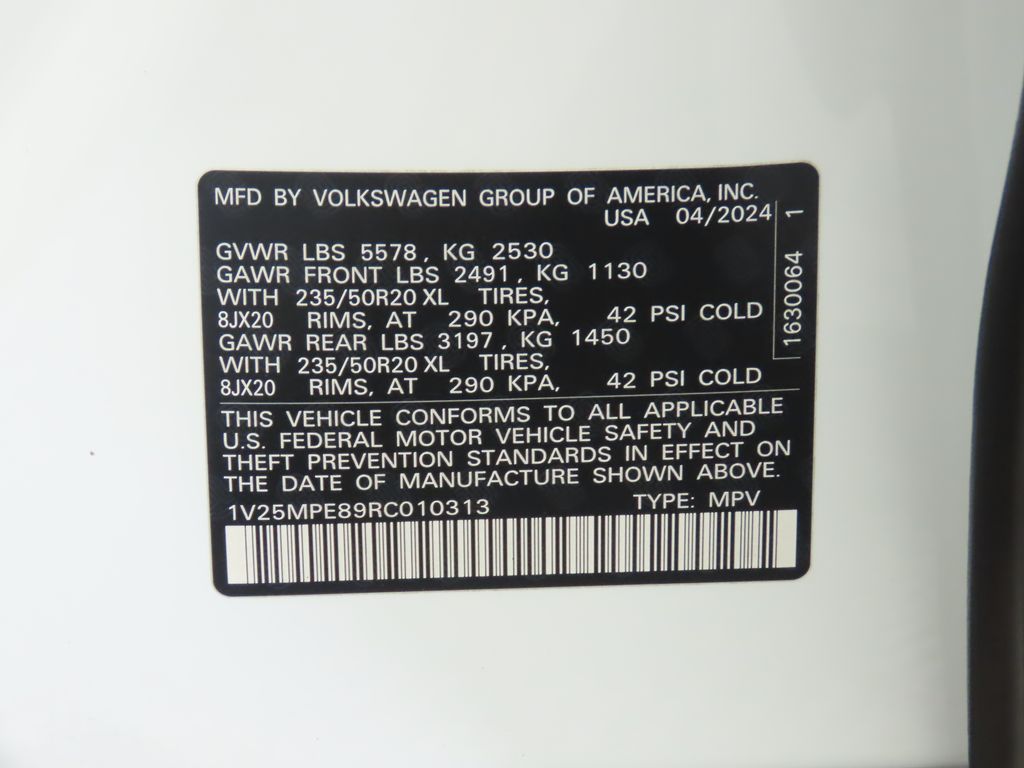 MFD BY VOLKSWAGEN GROUP OF AMERICA, INC.
USA 04/2024
GVWR LBS 5578, KG 2530
GAWR FRONT LBS 2491, KG 1130
WITH 235/50R20 XL TIRES,
8JX20 RIMS, AT 290 KPA, 42 PSI COLD
GAWR REAR LBS 3197, KG 1450
WITH 235/50R20 XL TIRES,
8JX20 RIMS, AT 290 KPA, 42 PSI COLD
1630064 1
THIS VEHICLE CONFORMS TO ALL APPLICABLE
U.S. FEDERAL MOTOR VEHICLE SAFETY AND
THEFT PREVENTION STANDARDS IN EFFECT ON
THE DATE OF MANUFACTURE SHOWN ABOVE.
1V25MPE89RC010313 TYPE: MPV